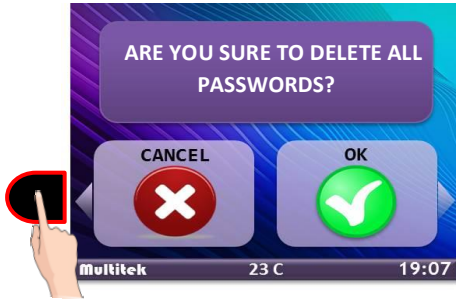 ARE YOU SURE TO DELETE ALL
PASSWORDS?
CANCEL OK
Multitek 23 C 19:07